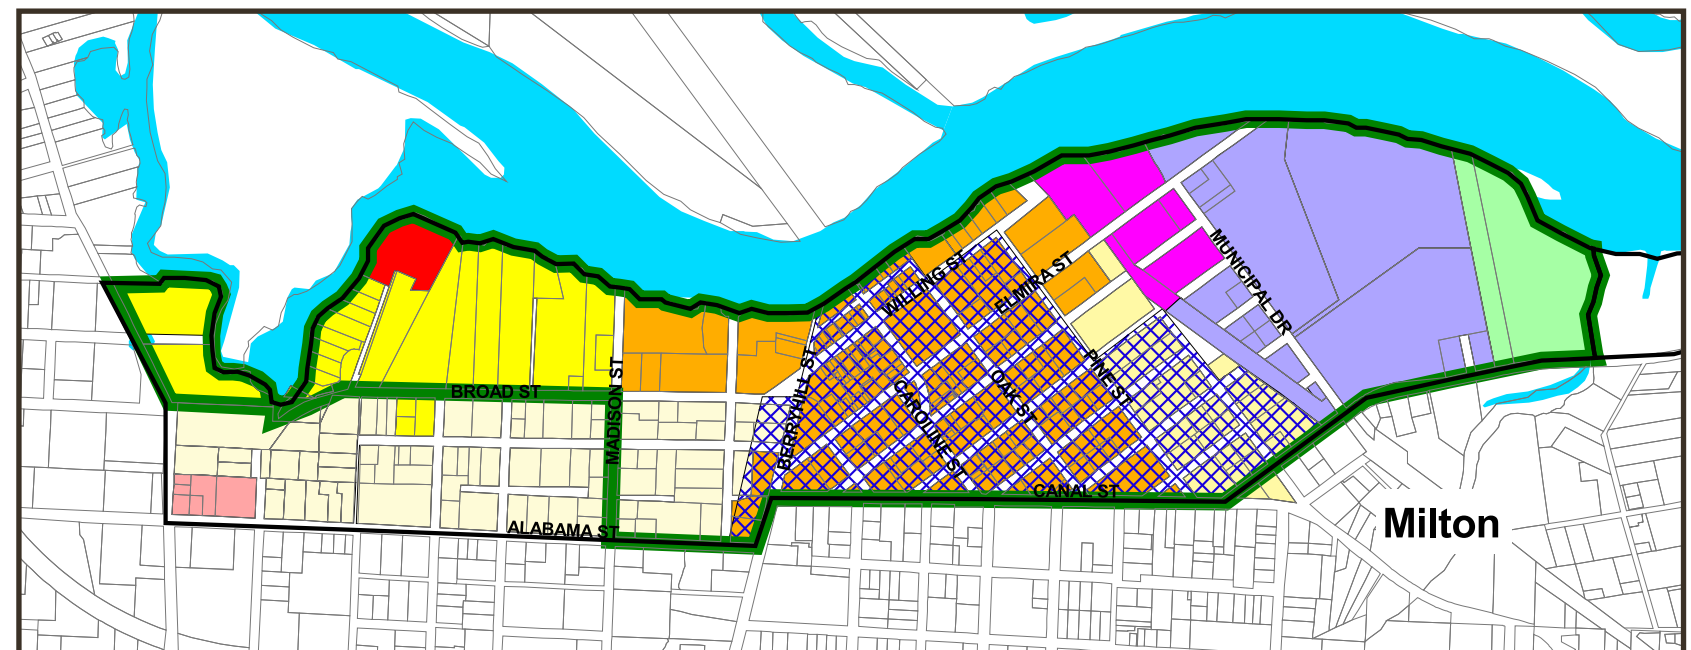 WILLING ST
ELMIRA ST
MUNICIPAL DR
BROAD ST
MADISON ST
BERRYHILL ST
CAROLINE ST
OAK ST
PINE ST
CANAL ST
ALABAMA ST
Milton